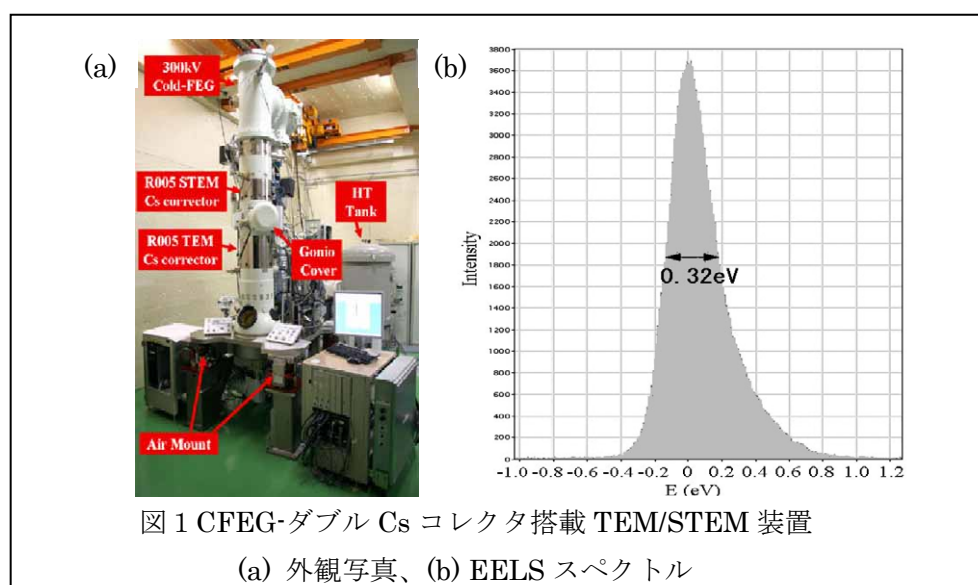 (a)
300kV
Cold-FEG
R005 STEM
Cs corrector
R005 TEM
Cs corrector
HT
Tank
Gonio
Cover
Air Mount
(b)
Intensity
3800
3600
3400
3200
3000
2800
2600
2400
2200
2000
1800
1600
1400
1200
1000
800
600
400
200
0
0.32eV
-1.0 -0.8 -0.6 -0.4 -0.2 0 0.2 0.4 0.6 0.8 1.0 1.2
E (eV)
図 1 CFEG-ダブル Cs コレクタ搭載 TEM/STEM 装置
(a) 外観写真、(b) EELS スペクトル